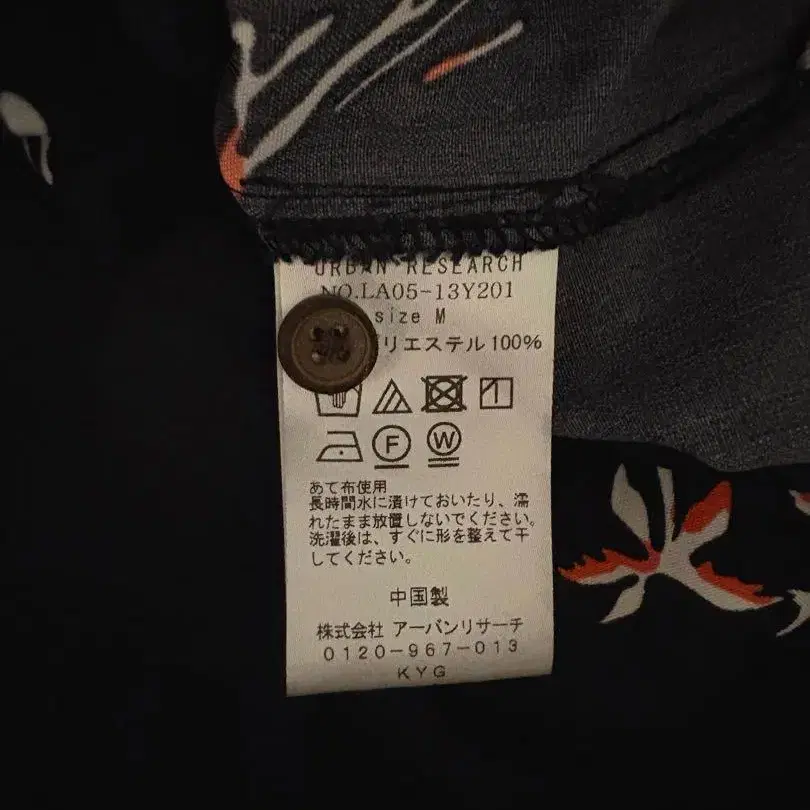 URBAN RESEARCH
NO.LA05-13Y201
size M
リエステル 100%
F W
あて布使用
長時間水に漬けておいたり、濡
れたまま放置しないでください。
洗濯後は、すぐに形を整えて干
してください。
中国製
株式会社 アーバンリサーチ
0120-967-013
KYG